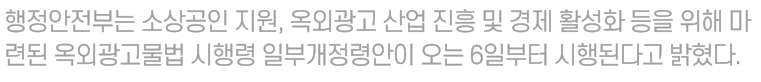 행정안전부는 소상공인 지원, 옥외광고 산업 진흥 및 경제 활성화 등을 위해 마
련된 옥외광고물법 시행령 일부개정령안이 오는 6일부터 시행된다고 밝혔다.